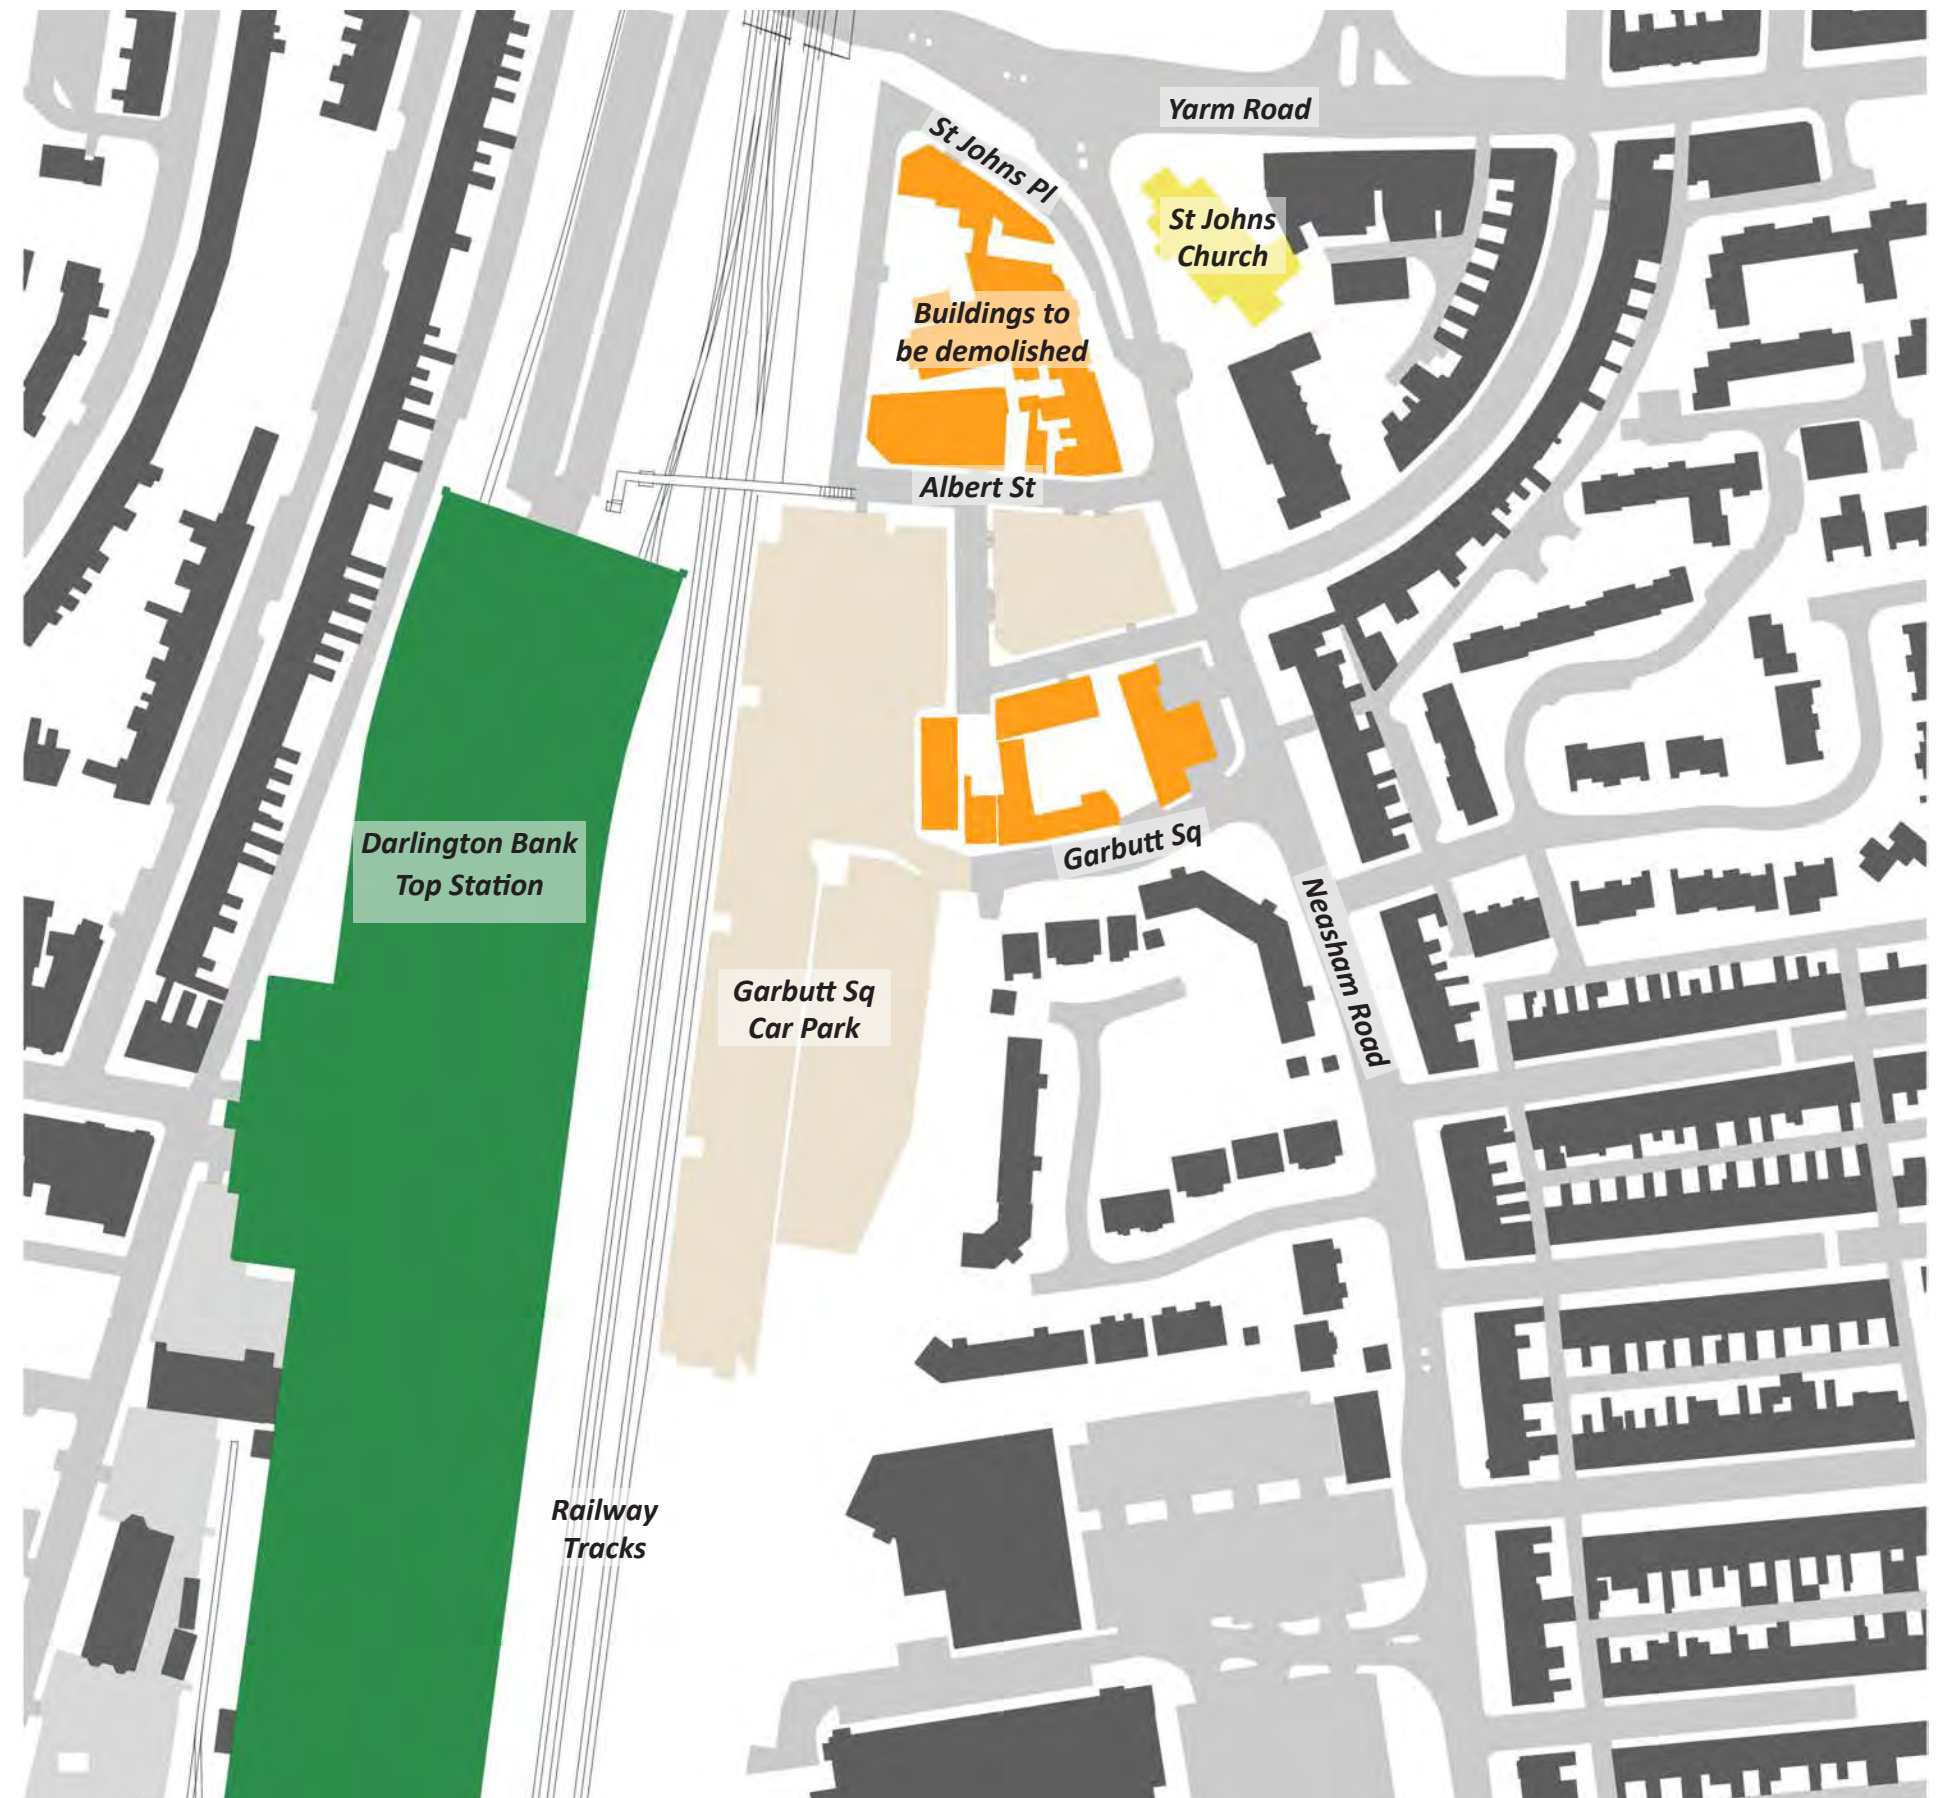 Yarm Road
St Johns Pl
St Johns
Church
Buildings to
be demolished
Albert St
Darlington Bank
Top Station
Garbutt Sq
Neasham Road
Garbutt Sq
Car Park
Railway
Tracks